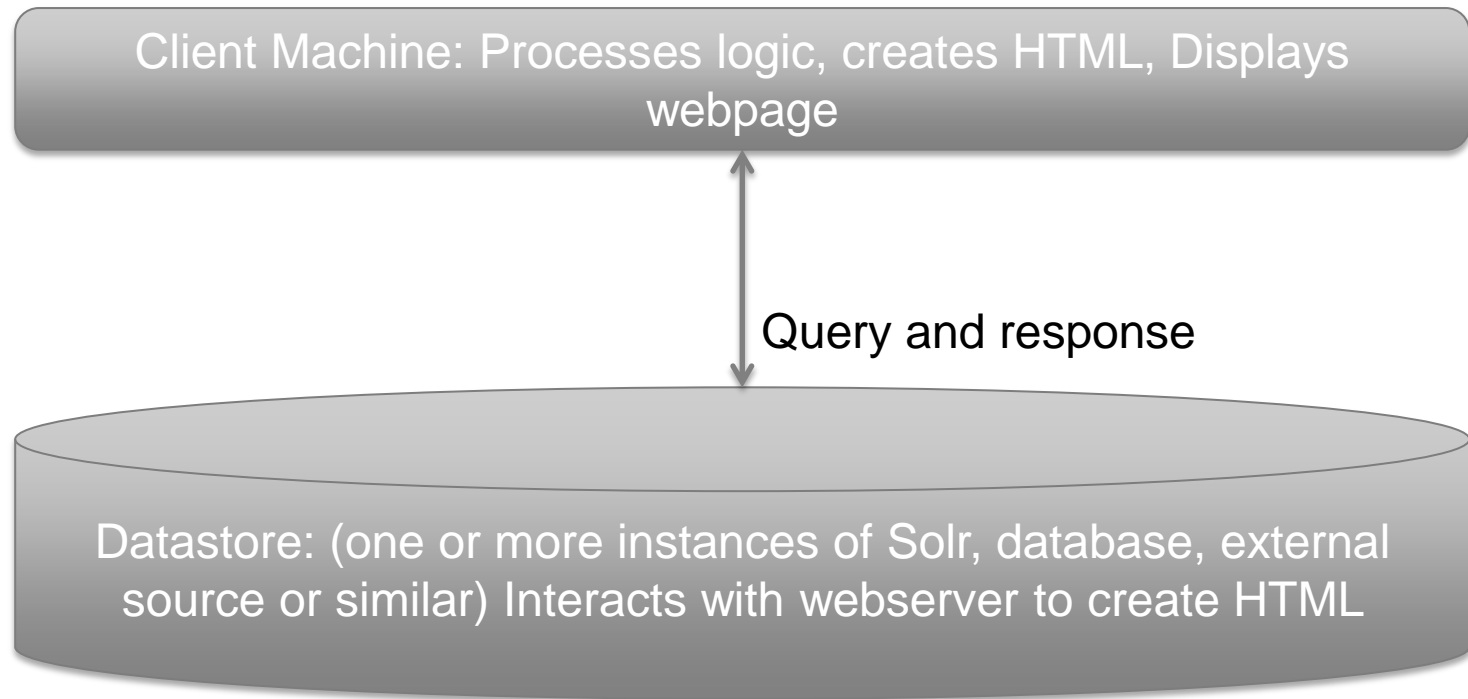 Client Machine: Processes logic, creates HTML, Displays
webpage
Query and response
Datastore: (one or more instances of Solr, database, external
source or similar) Interacts with webserver to create HTML